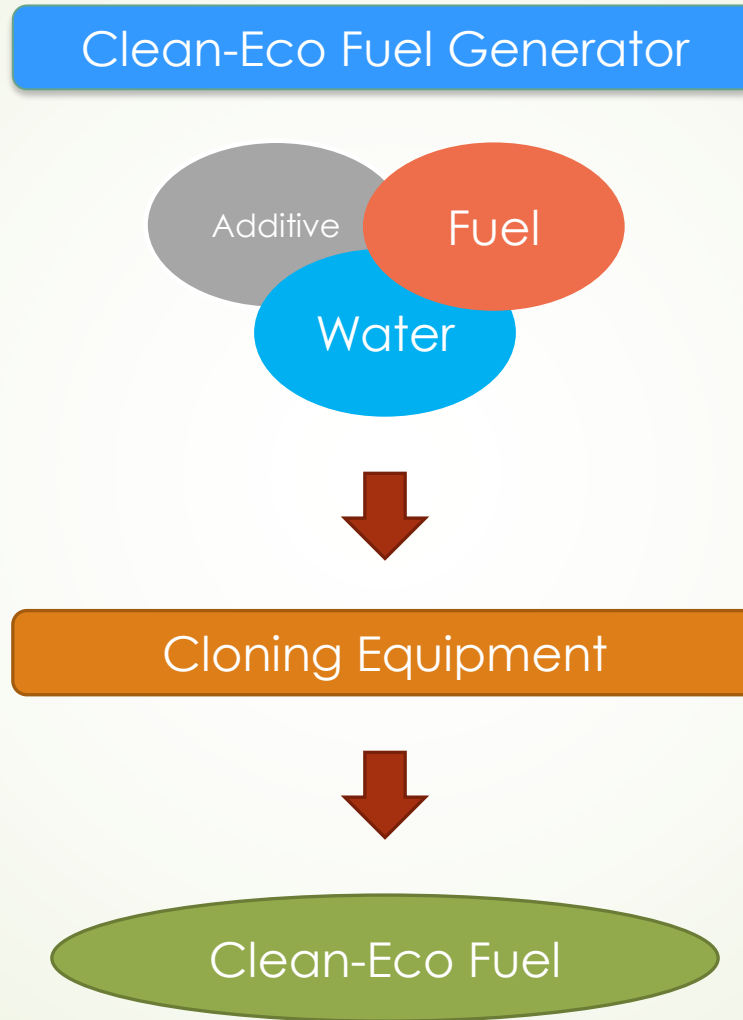 Clean-Eco Fuel Generator
Additive
Fuel
Water
Cloning Equipment
Clean-Eco Fuel